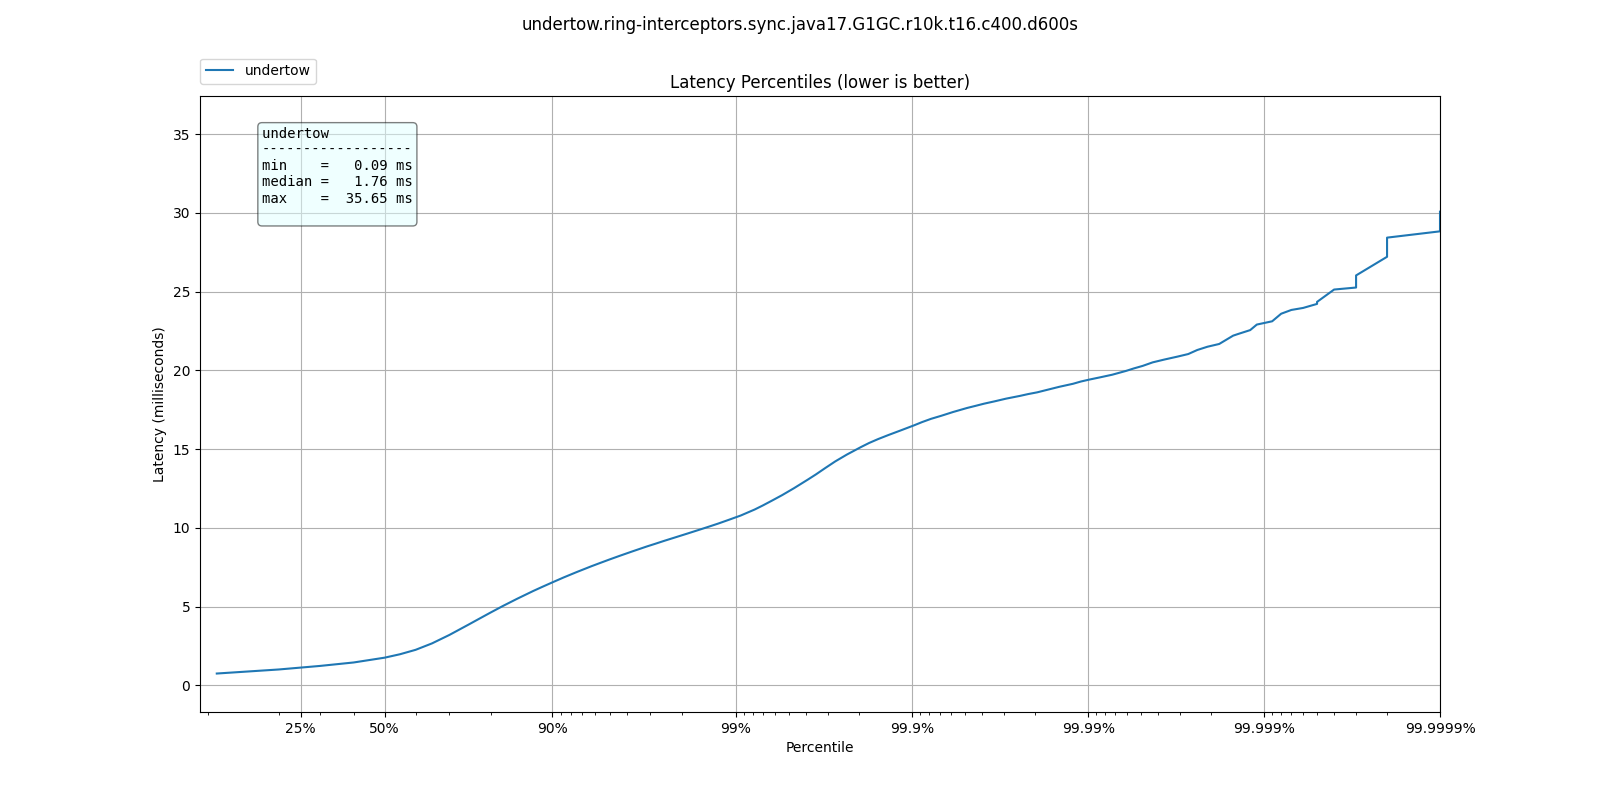 undertow.ring-interceptors.sync.java17.G1GC.r10k.t16.c400.d600s
undertow
Latency Percentiles (lower is better)
undertow
------------------
min    =   0.09 ms
median =   1.76 ms
max    =  35.65 ms
35
30
25
20
15
10
5
0
Latency (milliseconds)
25% 50% 90% 99% 99.9% 99.99% 99.999% 99.9999%
Percentile